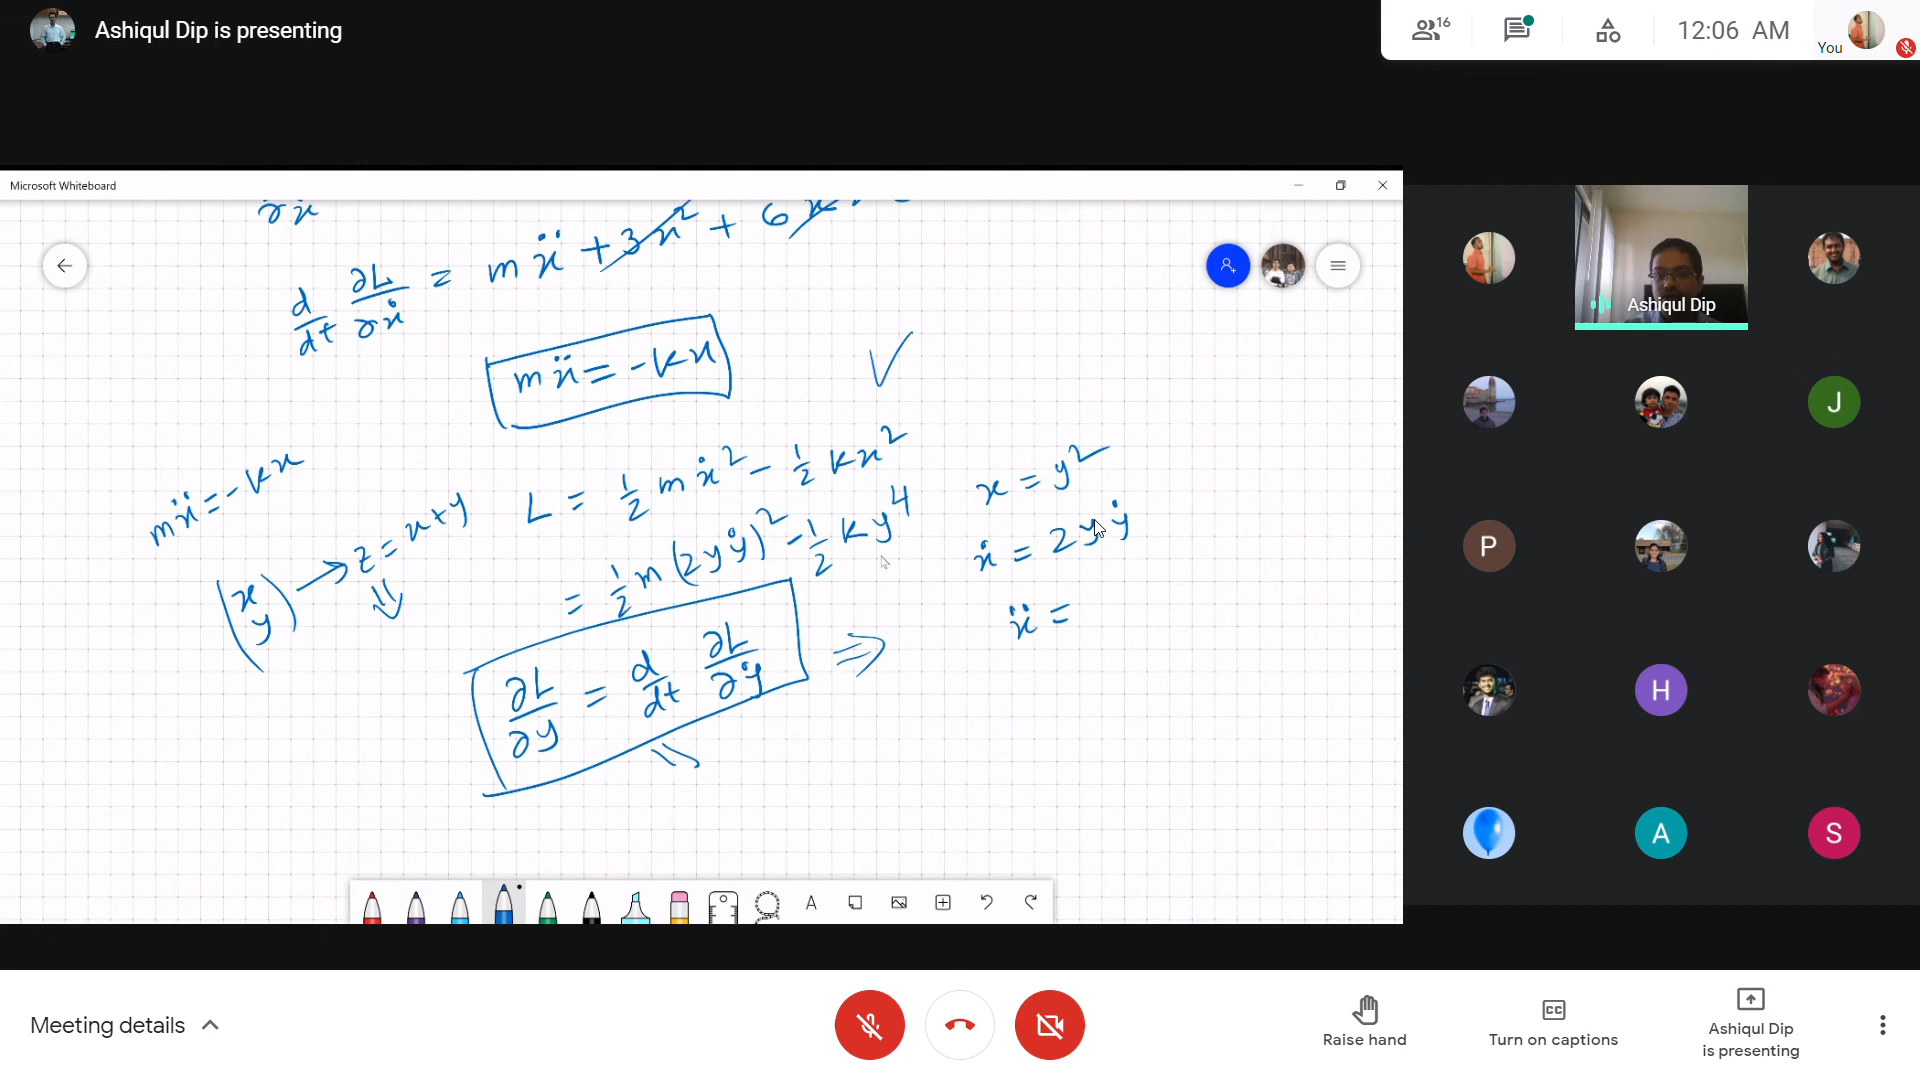 Ashiqul Dip is presenting
16
12:06 AM
You
Microsoft Whiteboard
∂ẋ
d/dt ∂L/∂ẋ = mẍ + 3x² + 6
mẍ = -kx
mẍ = -kx
L = ½ mẋ² - ½ kx²
x = y²
(x y) → z = x+y
= ½ m (2yẏ)² - ½ ky⁴
ẋ = 2yẏ
ẍ =
∂L/∂y = d/dt ∂L/∂ẏ ⇒
Ashiqul Dip
J
P
H
A
S
A
Meeting details
Raise hand
CC
Turn on captions
Ashiqul Dip
is presenting